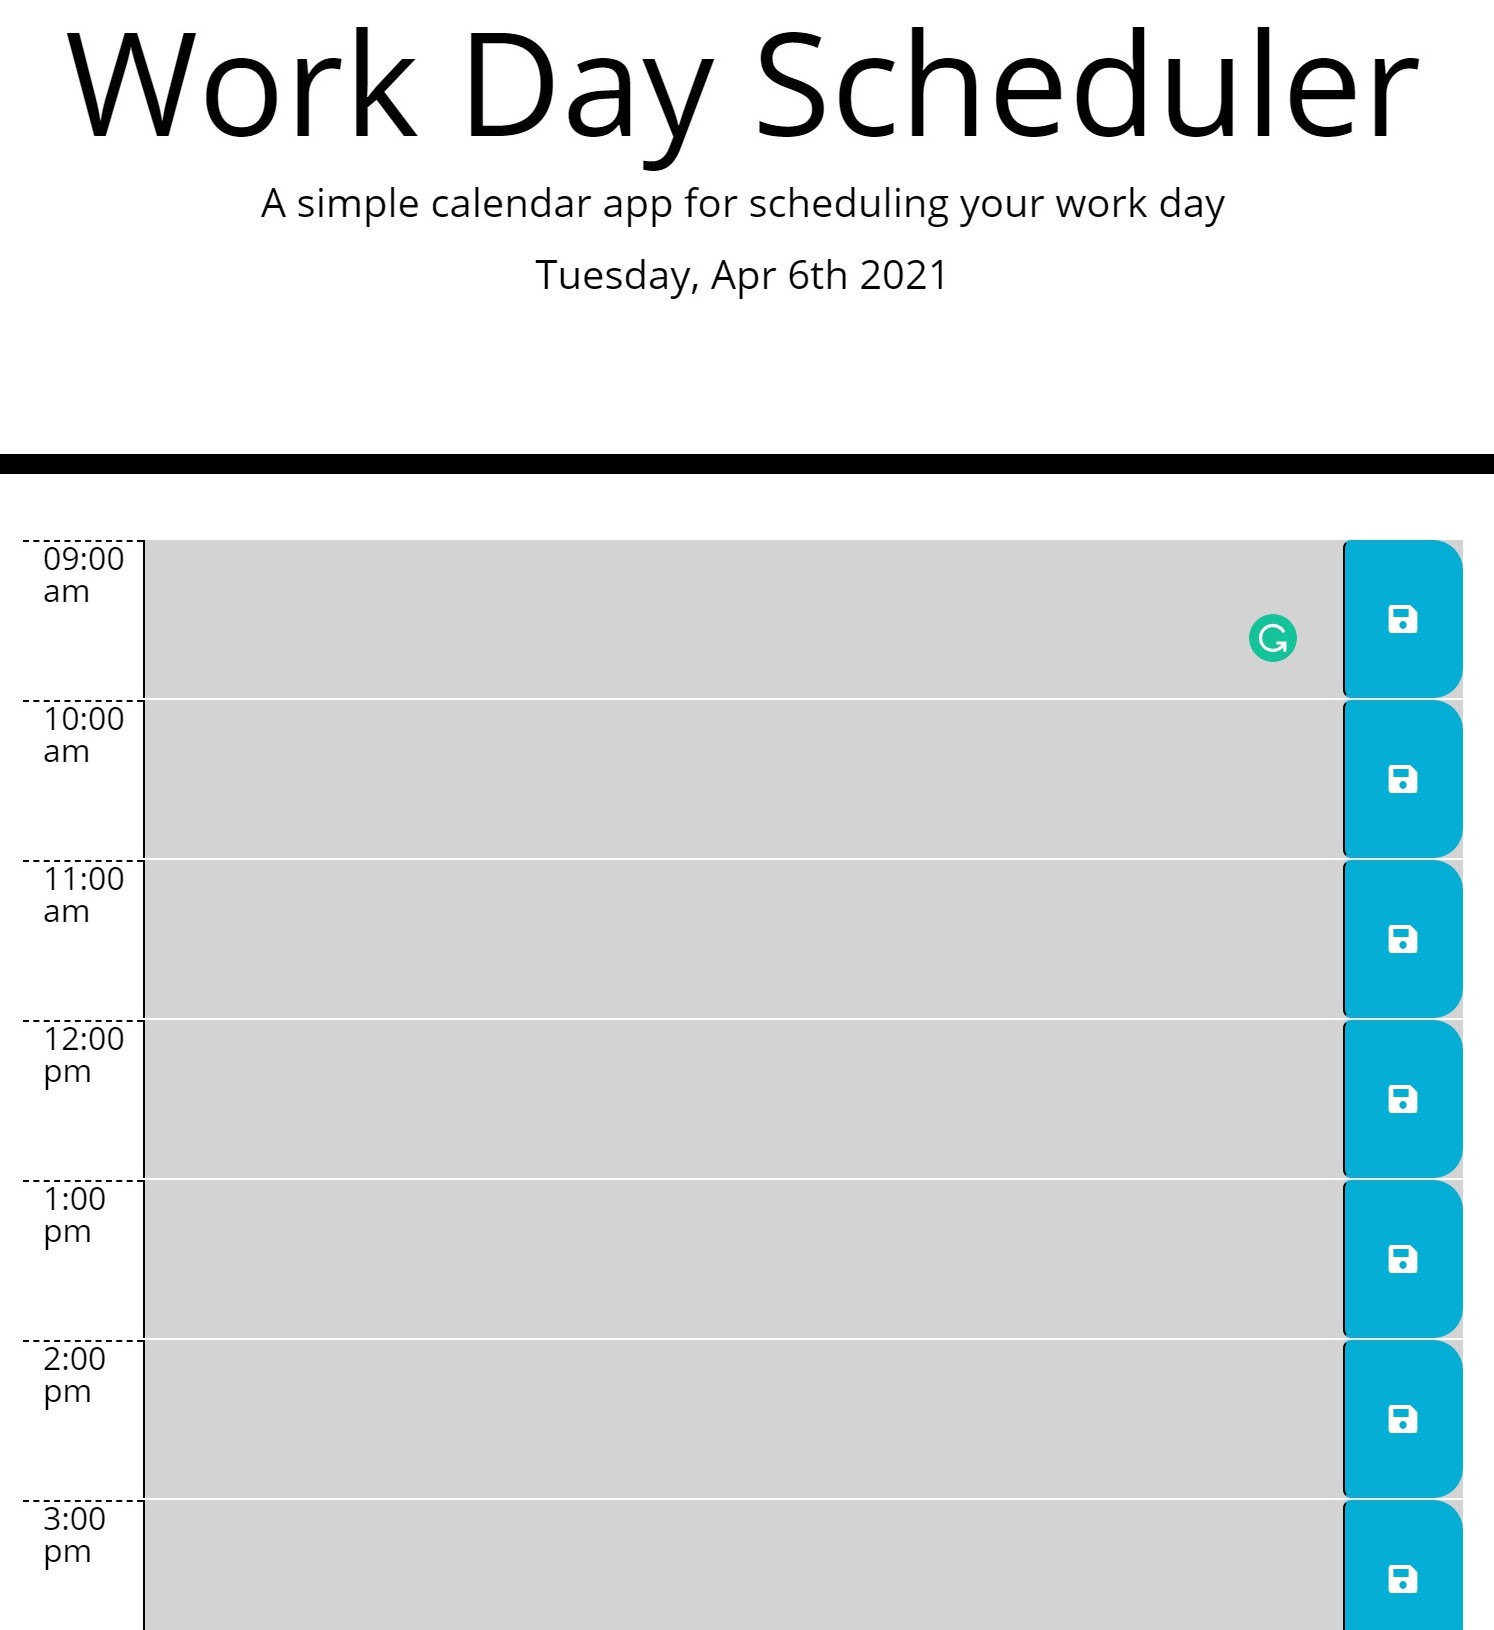 Work Day Scheduler
A simple calendar app for scheduling your work day
Tuesday, Apr 6th 2021
09:00
am
10:00
am
11:00
am
12:00
pm
1:00
pm
2:00
pm
3:00
pm